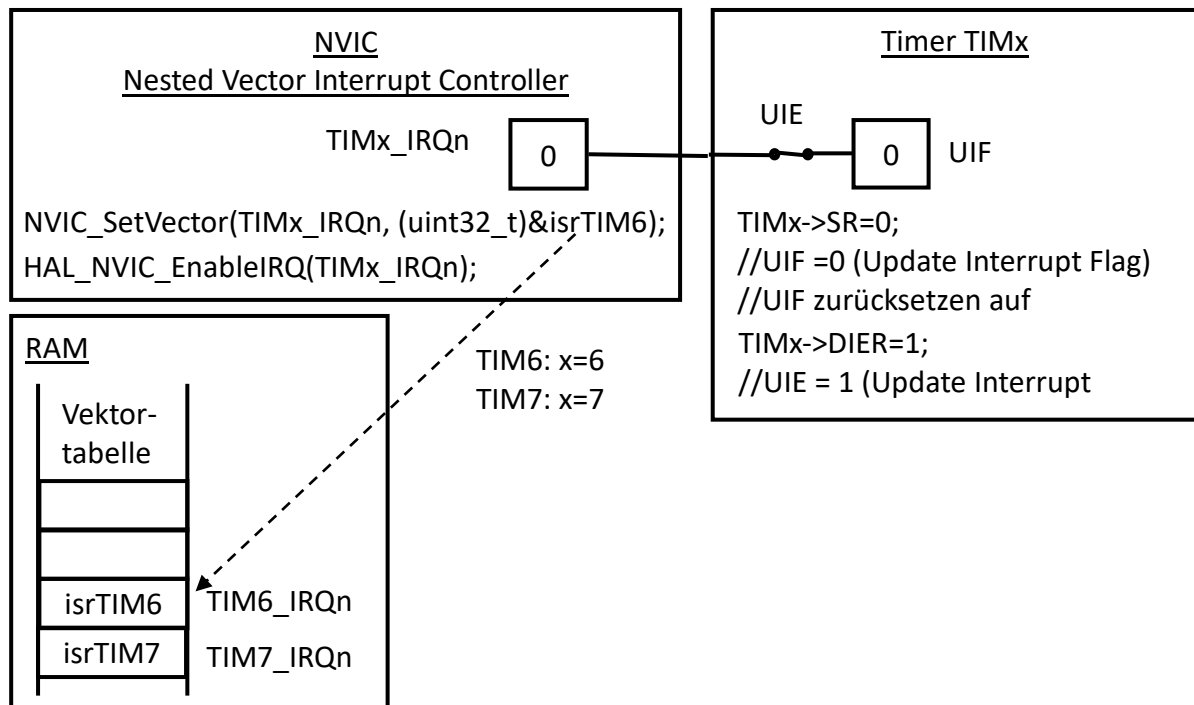 NVIC
Nested Vector Interrupt Controller
TIMx_IRQn
0
NVIC_SetVector(TIMx_IRQn, (uint32_t)&isrTIM6);
HAL_NVIC_EnableIRQ(TIMx_IRQn);
Timer TIMx
UIE
0
UIF
TIMx->SR=0;
//UIF =0 (Update Interrupt Flag)
//UIF zurücksetzen auf
TIMx->DIER=1;
//UIE = 1 (Update Interrupt
TIM6: x=6
TIM7: x=7
RAM
Vektor-
tabelle
isrTIM6
TIM6_IRQn
isrTIM7
TIM7_IRQn